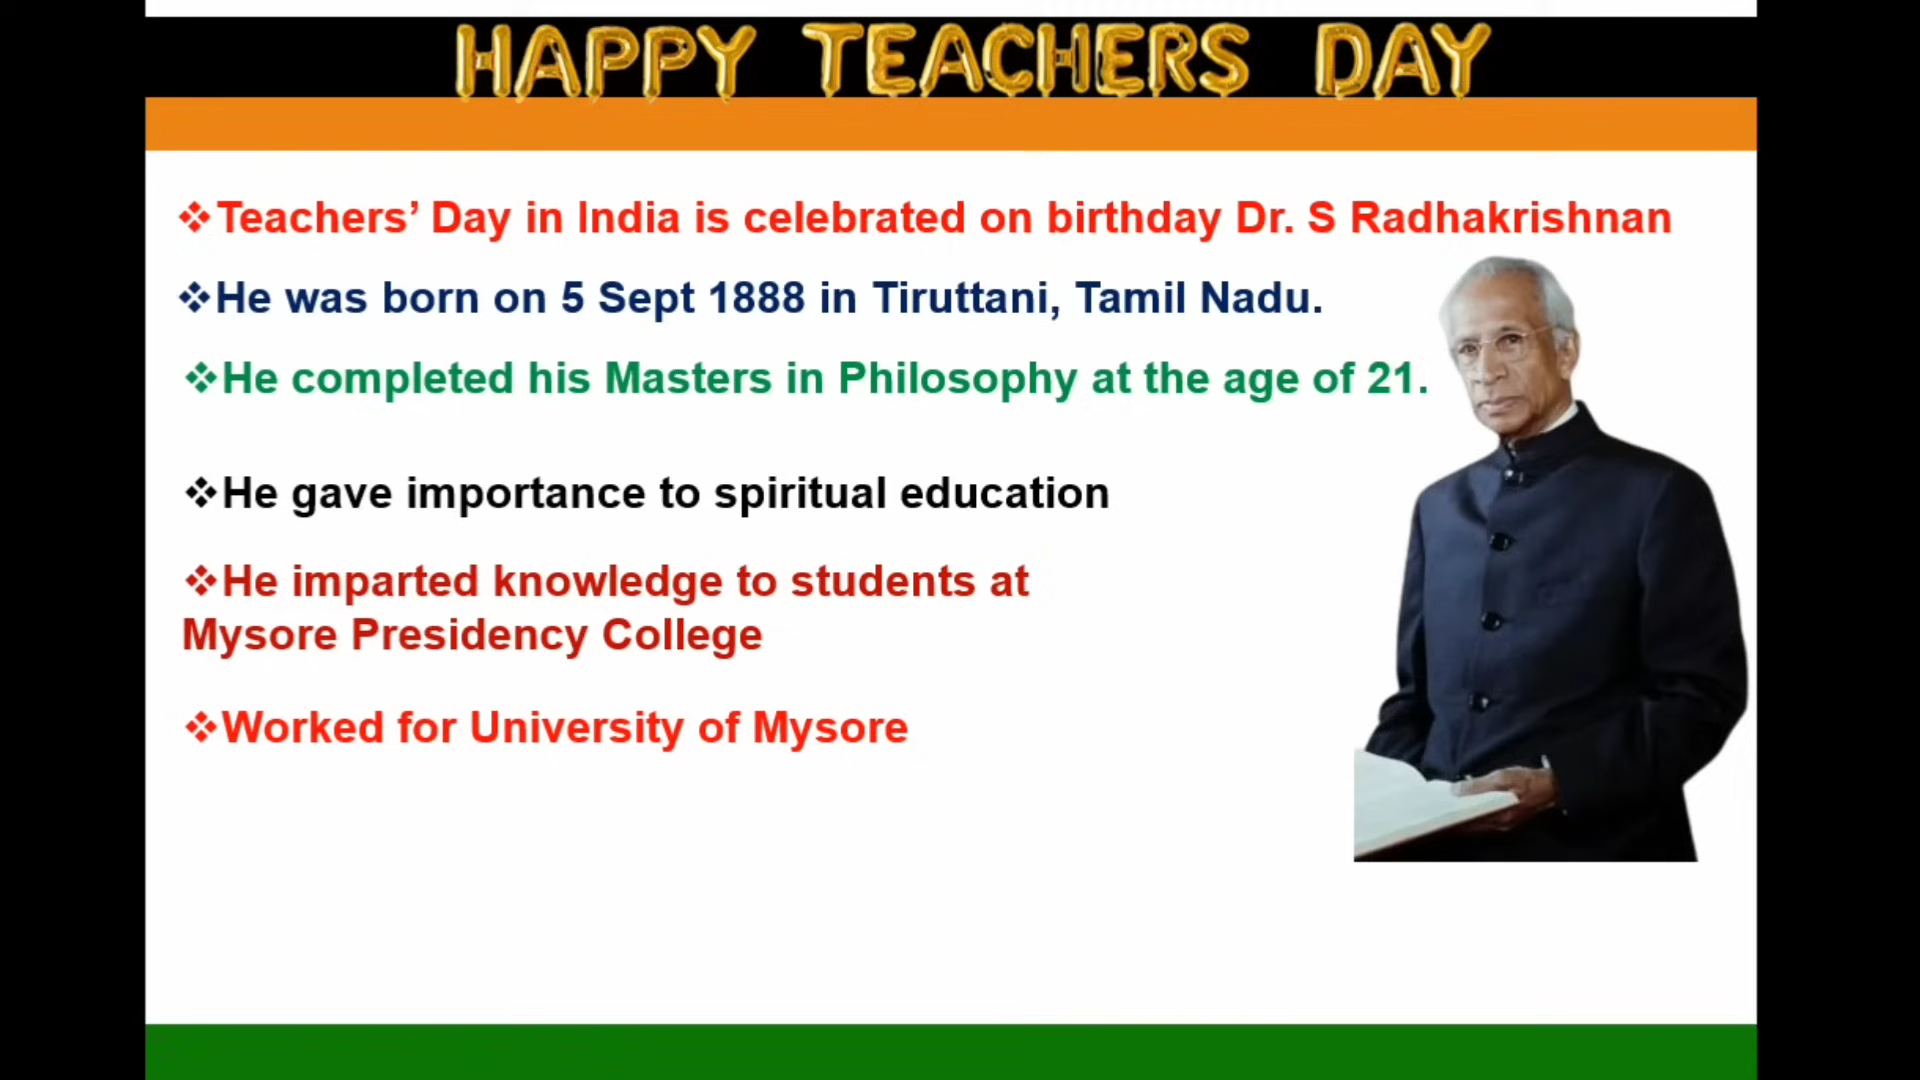 HAPPY TEACHERS DAY
❖Teachers’ Day in India is celebrated on birthday Dr. S Radhakrishnan
❖He was born on 5 Sept 1888 in Tiruttani, Tamil Nadu.
❖He completed his Masters in Philosophy at the age of 21.
❖He gave importance to spiritual education
❖He imparted knowledge to students at
Mysore Presidency College
❖Worked for University of Mysore